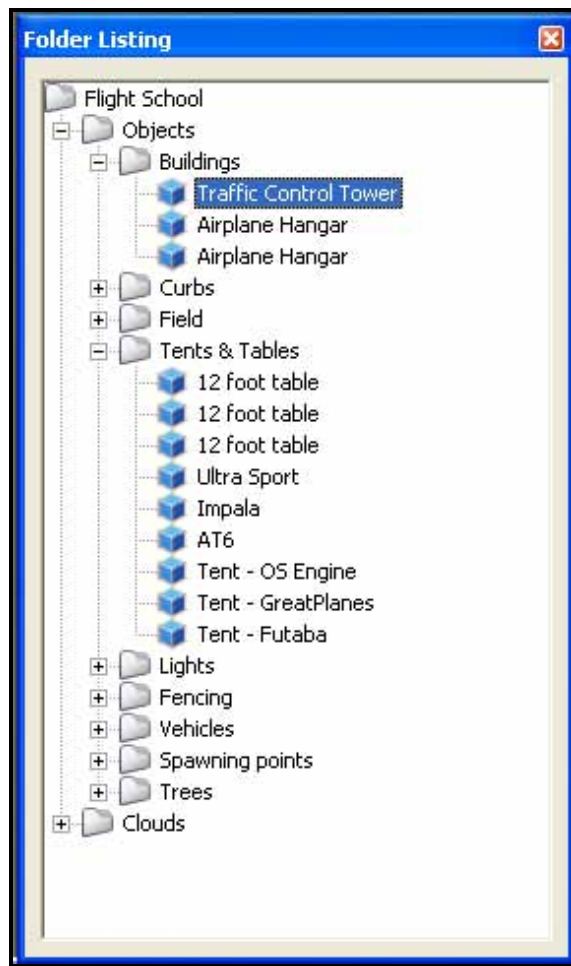 Folder Listing
Flight School
Objects
Buildings
Traffic Control Tower
Airplane Hangar
Airplane Hangar
Curbs
Field
Tents & Tables
12 foot table
12 foot table
12 foot table
Ultra Sport
Impala
AT6
Tent - OS Engine
Tent - GreatPlanes
Tent - Futaba
Lights
Fencing
Vehicles
Spawning points
Trees
Clouds